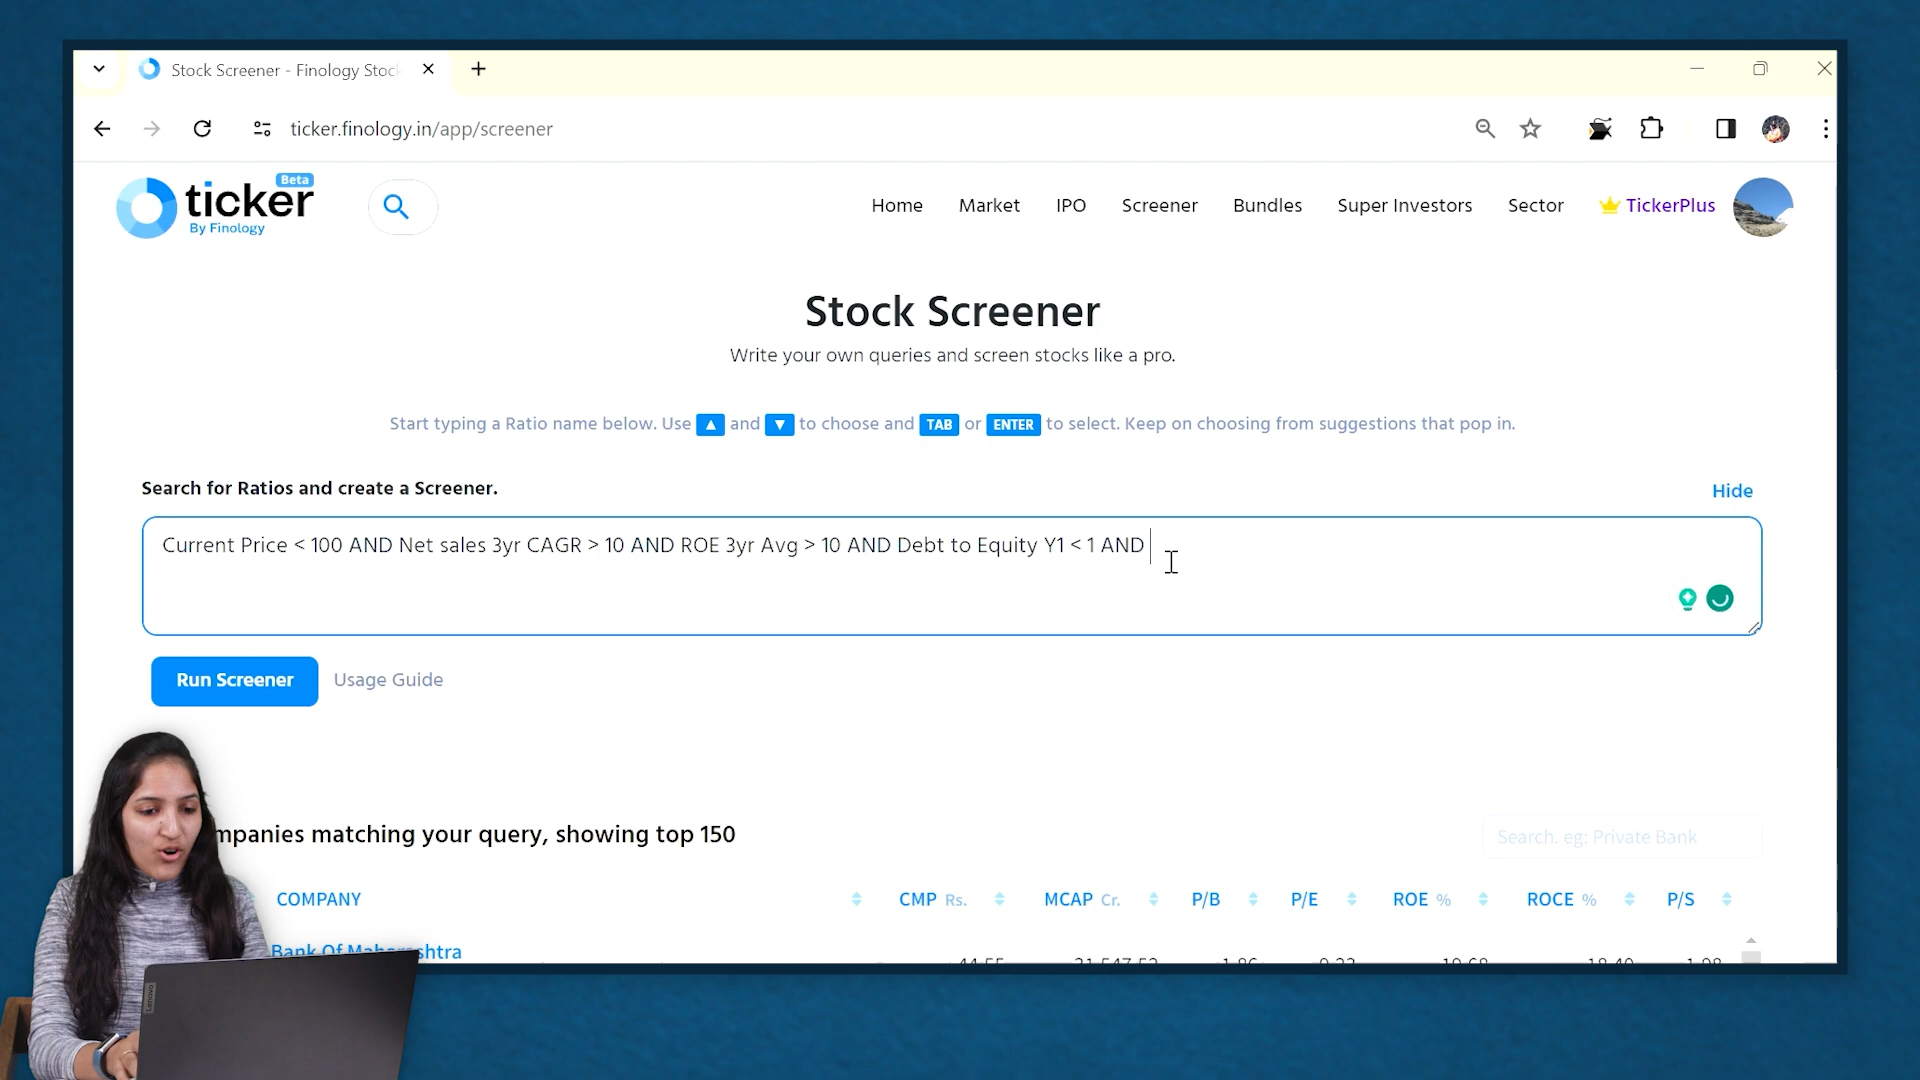 Stock Screener - Finology Stoc
ticker.finology.in/app/screener
ticker
Beta
By Finology
Home
Market
IPO
Screener
Bundles
Super Investors
Sector
TickerPlus
Stock Screener
Write your own queries and screen stocks like a pro.
Start typing a Ratio name below. Use ▲ and ▼ to choose and TAB or ENTER to select. Keep on choosing from suggestions that pop in.
Search for Ratios and create a Screener.
Hide
Current Price < 100 AND Net sales 3yr CAGR > 10 AND ROE 3yr Avg > 10 AND Debt to Equity Y1 < 1 AND
Run Screener
Usage Guide
mpanies matching your query, showing top 150
Search. eg: Private Bank
COMPANY
CMP Rs.
MCAP Cr.
P/B
P/E
ROE %
ROCE %
P/S
Bank Of Maharashtra
Lenovo